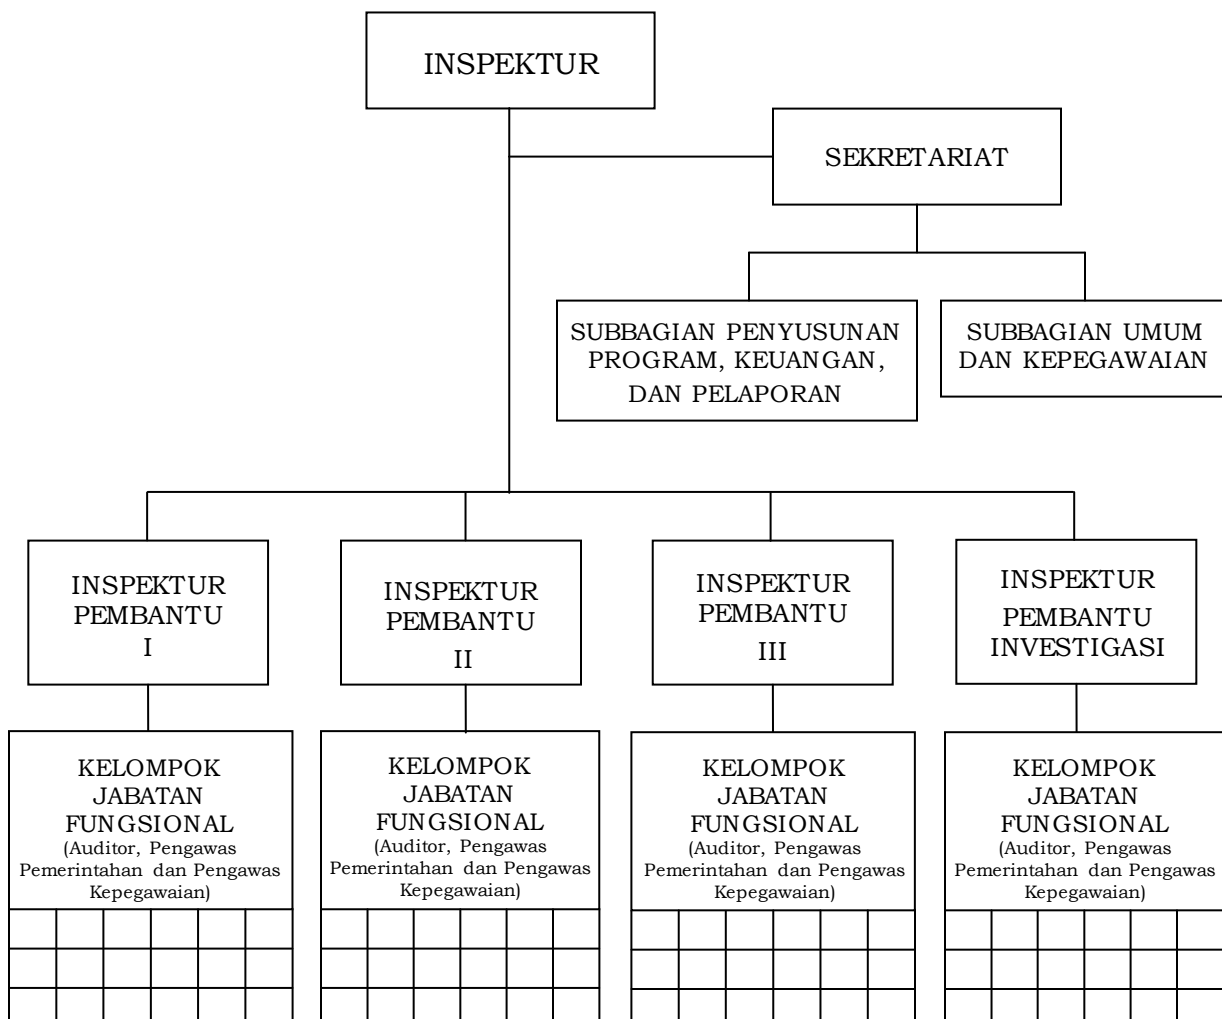 INSPEKTUR
SEKRETARIAT
SUBBAGIAN PENYUSUNAN
PROGRAM, KEUANGAN,
DAN PELAPORAN
SUBBAGIAN UMUM
DAN KEPEGAWAIAN
INSPEKTUR
PEMBANTU
I
INSPEKTUR
PEMBANTU
II
INSPEKTUR
PEMBANTU
III
INSPEKTUR
PEMBANTU
INVESTIGASI
KELOMPOK
JABATAN
FUNGSIONAL
(Auditor, Pengawas
Pemerintahan dan Pengawas
Kepegawaian)
KELOMPOK
JABATAN
FUNGSIONAL
(Auditor, Pengawas
Pemerintahan dan Pengawas
Kepegawaian)
KELOMPOK
JABATAN
FUNGSIONAL
(Auditor, Pengawas
Pemerintahan dan Pengawas
Kepegawaian)
KELOMPOK
JABATAN
FUNGSIONAL
(Auditor, Pengawas
Pemerintahan dan Pengawas
Kepegawaian)